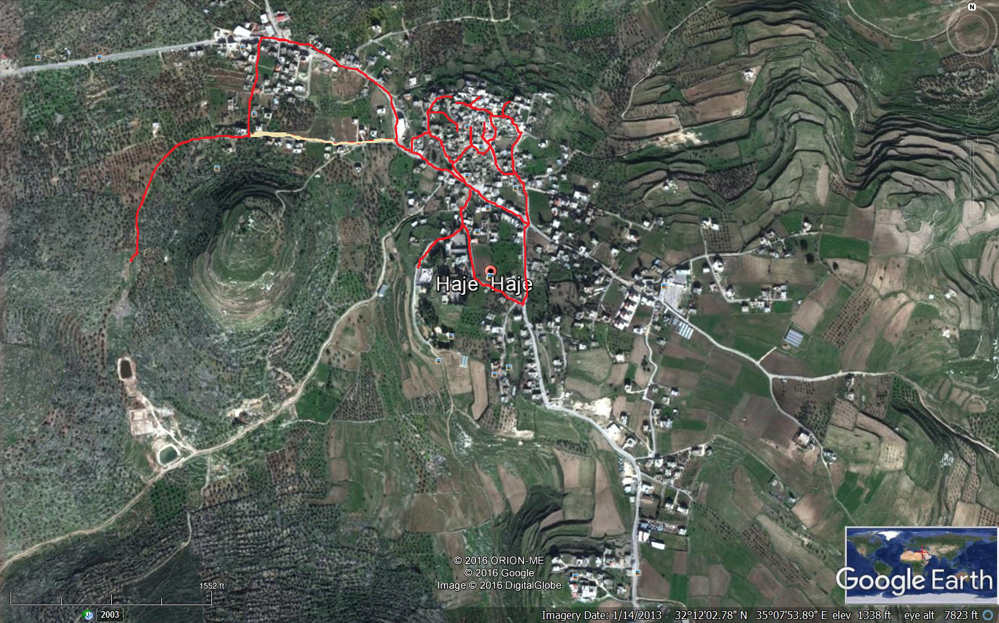 N
Haje Haje
© 2016 ORION-ME
© 2016 Google
Image © 2016 DigitalGlobe
1552 ft
2003
Google Earth
Imagery Date: 1/14/2013 32°12'02.78" N 35°07'53.89" E elev 1338 ft eye alt 7823 ft